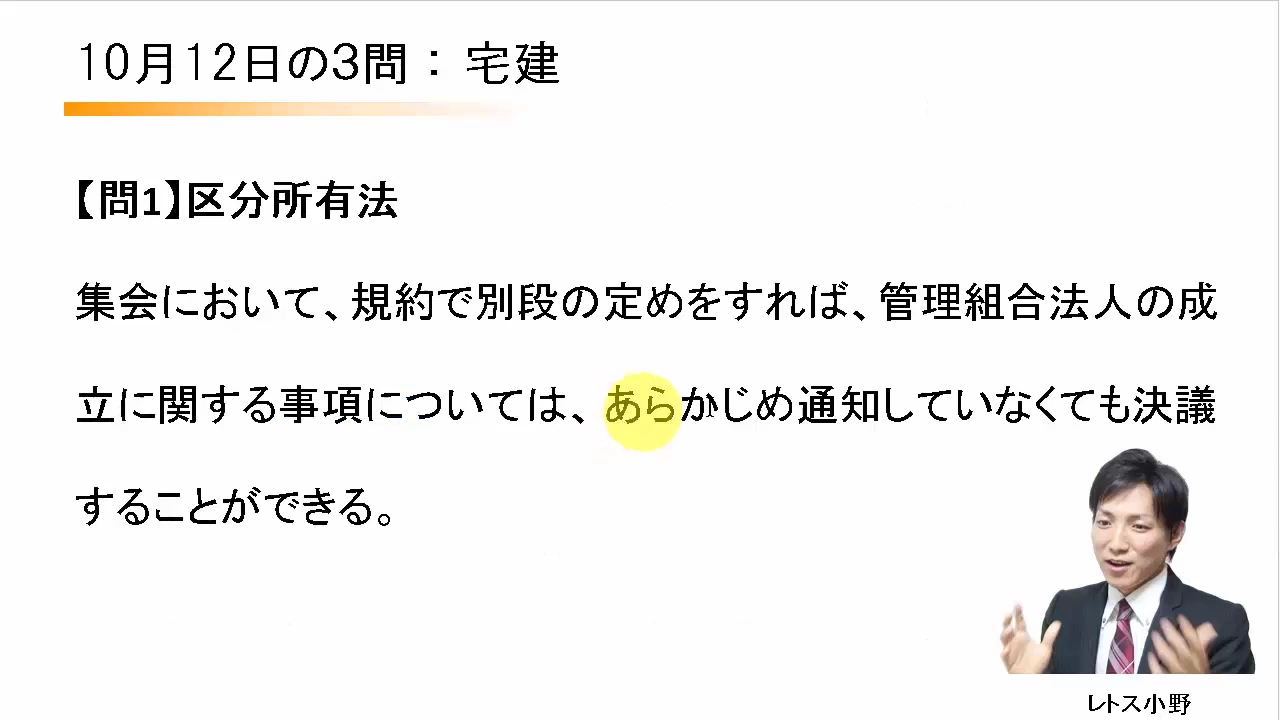 10月12日の3問：宅建
【問1】区分所有法
集会において、規約で別段の定めをすれば、管理組合法人の成
立に関する事項については、あらかじめ通知していなくても決議
することができる。
レトス小野